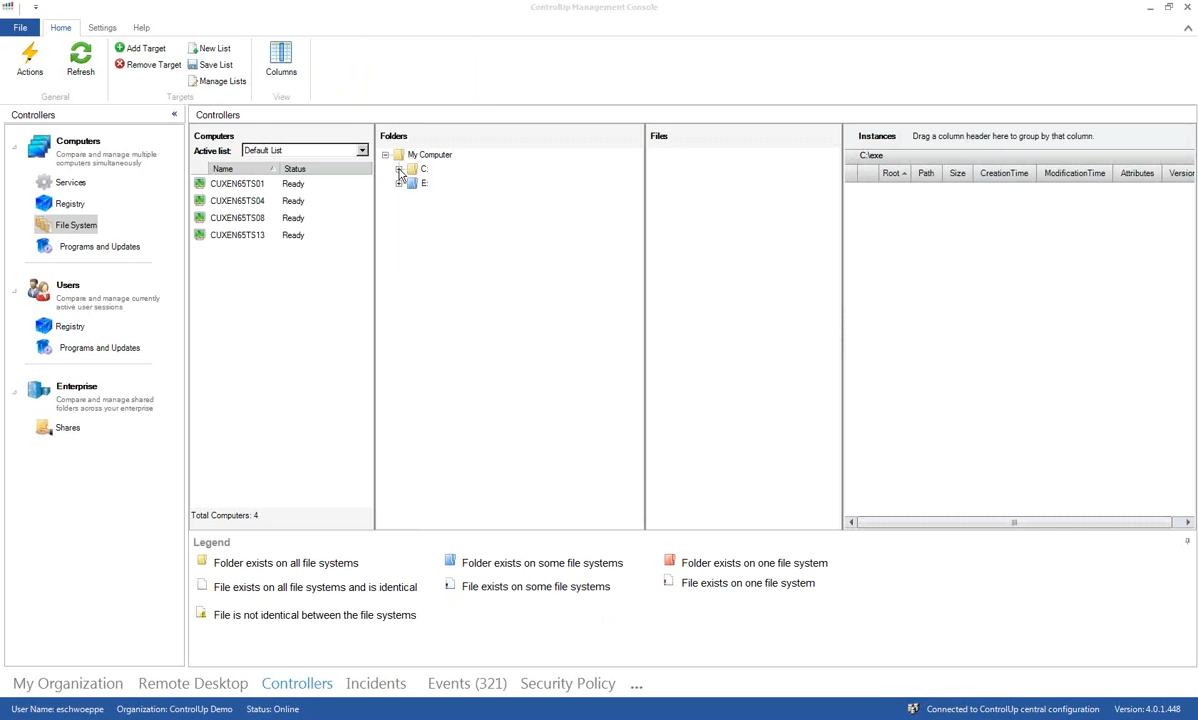 ControlUp Management Console
File Home Settings Help
Actions Refresh Add Target Remove Target New List Save List Manage Lists Columns
General Targets View
Controllers «
Computers
Compare and manage multiple
computers simultaneously
Services
Registry
File System
Programs and Updates
Users
Compare and manage currently
active user sessions
Registry
Programs and Updates
Enterprise
Compare and manage shared
folders across your enterprise
Shares
Controllers
Computers
Active list: Default List
Name Status
CUXEN65TS01 Ready
CUXEN65TS04 Ready
CUXEN65TS08 Ready
CUXEN65TS13 Ready
Total Computers: 4
Folders
My Computer
C:
E:
Files
Instances Drag a column header here to group by that column.
C:\exe
Root Path Size CreationTime ModificationTime Attributes Version
Legend
Folder exists on all file systems Folder exists on some file systems Folder exists on one file system
File exists on all file systems and is identical File exists on some file systems File exists on one file system
File is not identical between the file systems
My Organization Remote Desktop Controllers Incidents Events (321) Security Policy ...
User Name: eschwoeppe Organization: ControlUp Demo Status: Online Connected to ControlUp central configuration Version: 4.0.1.448